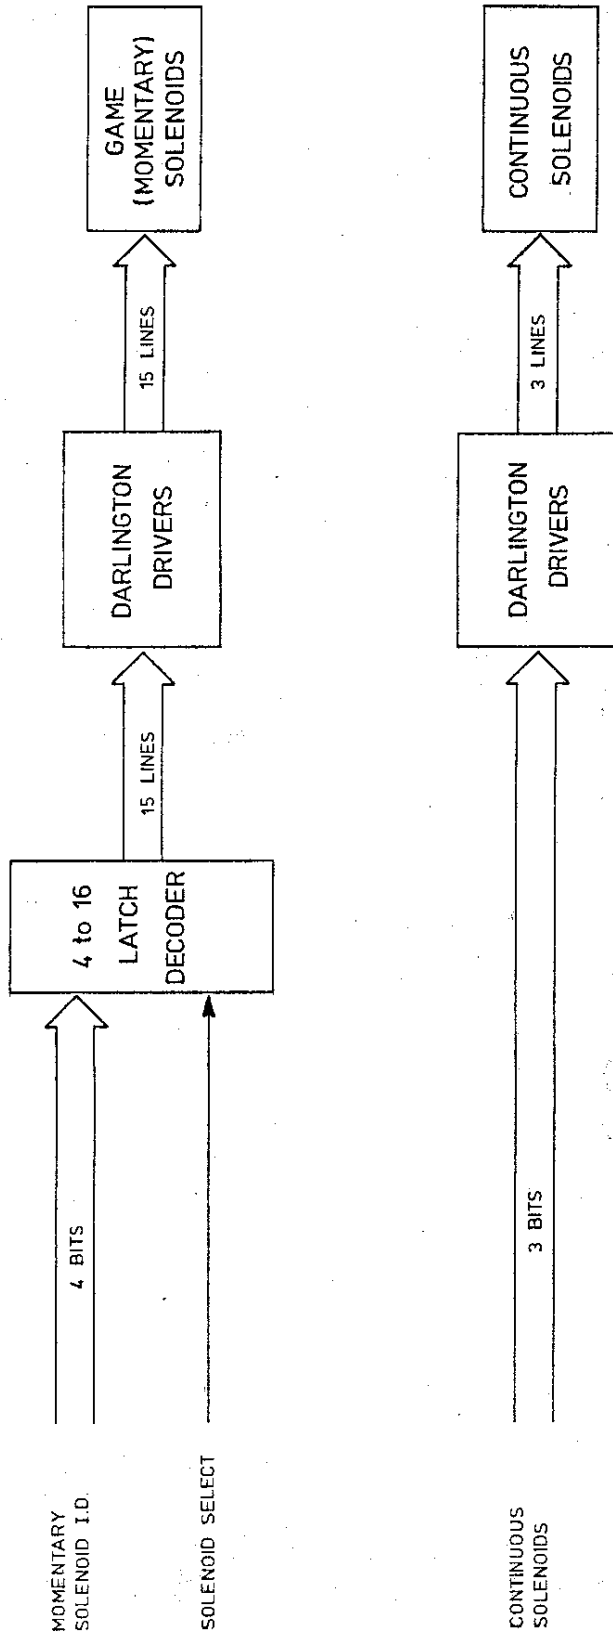 MOMENTARY
SOLENOID I.D.
4 BITS
SOLENOID SELECT
4 to 16
LATCH
DECODER
15 LINES
DARLINGTON
DRIVERS
15 LINES
GAME
(MOMENTARY)
SOLENOIDS
CONTINUOUS
SOLENOIDS
3 BITS
DARLINGTON
DRIVERS
3 LINES
CONTINUOUS
SOLENOIDS